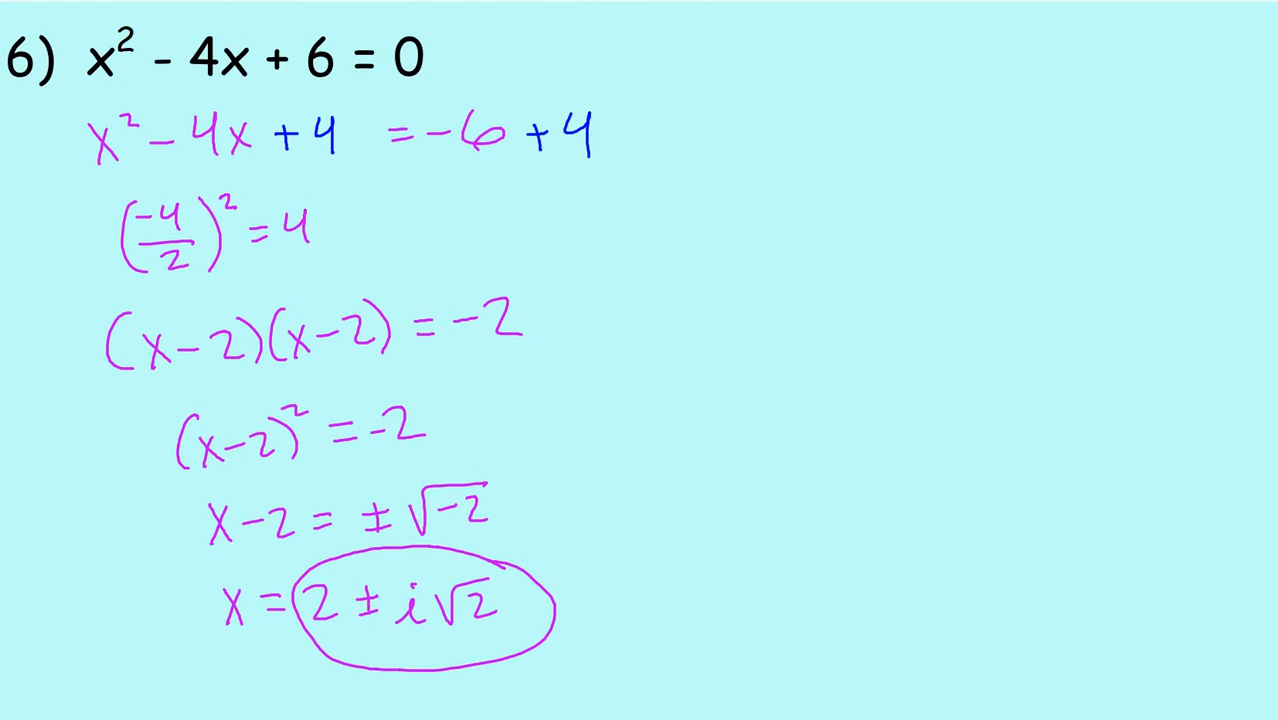 6) x² - 4x + 6 = 0
x² - 4x + 4 = -6 + 4
(-4/2)² = 4
(x-2)(x-2) = -2
(x-2)² = -2
x-2 = ± √-2
x = 2 ± i√2